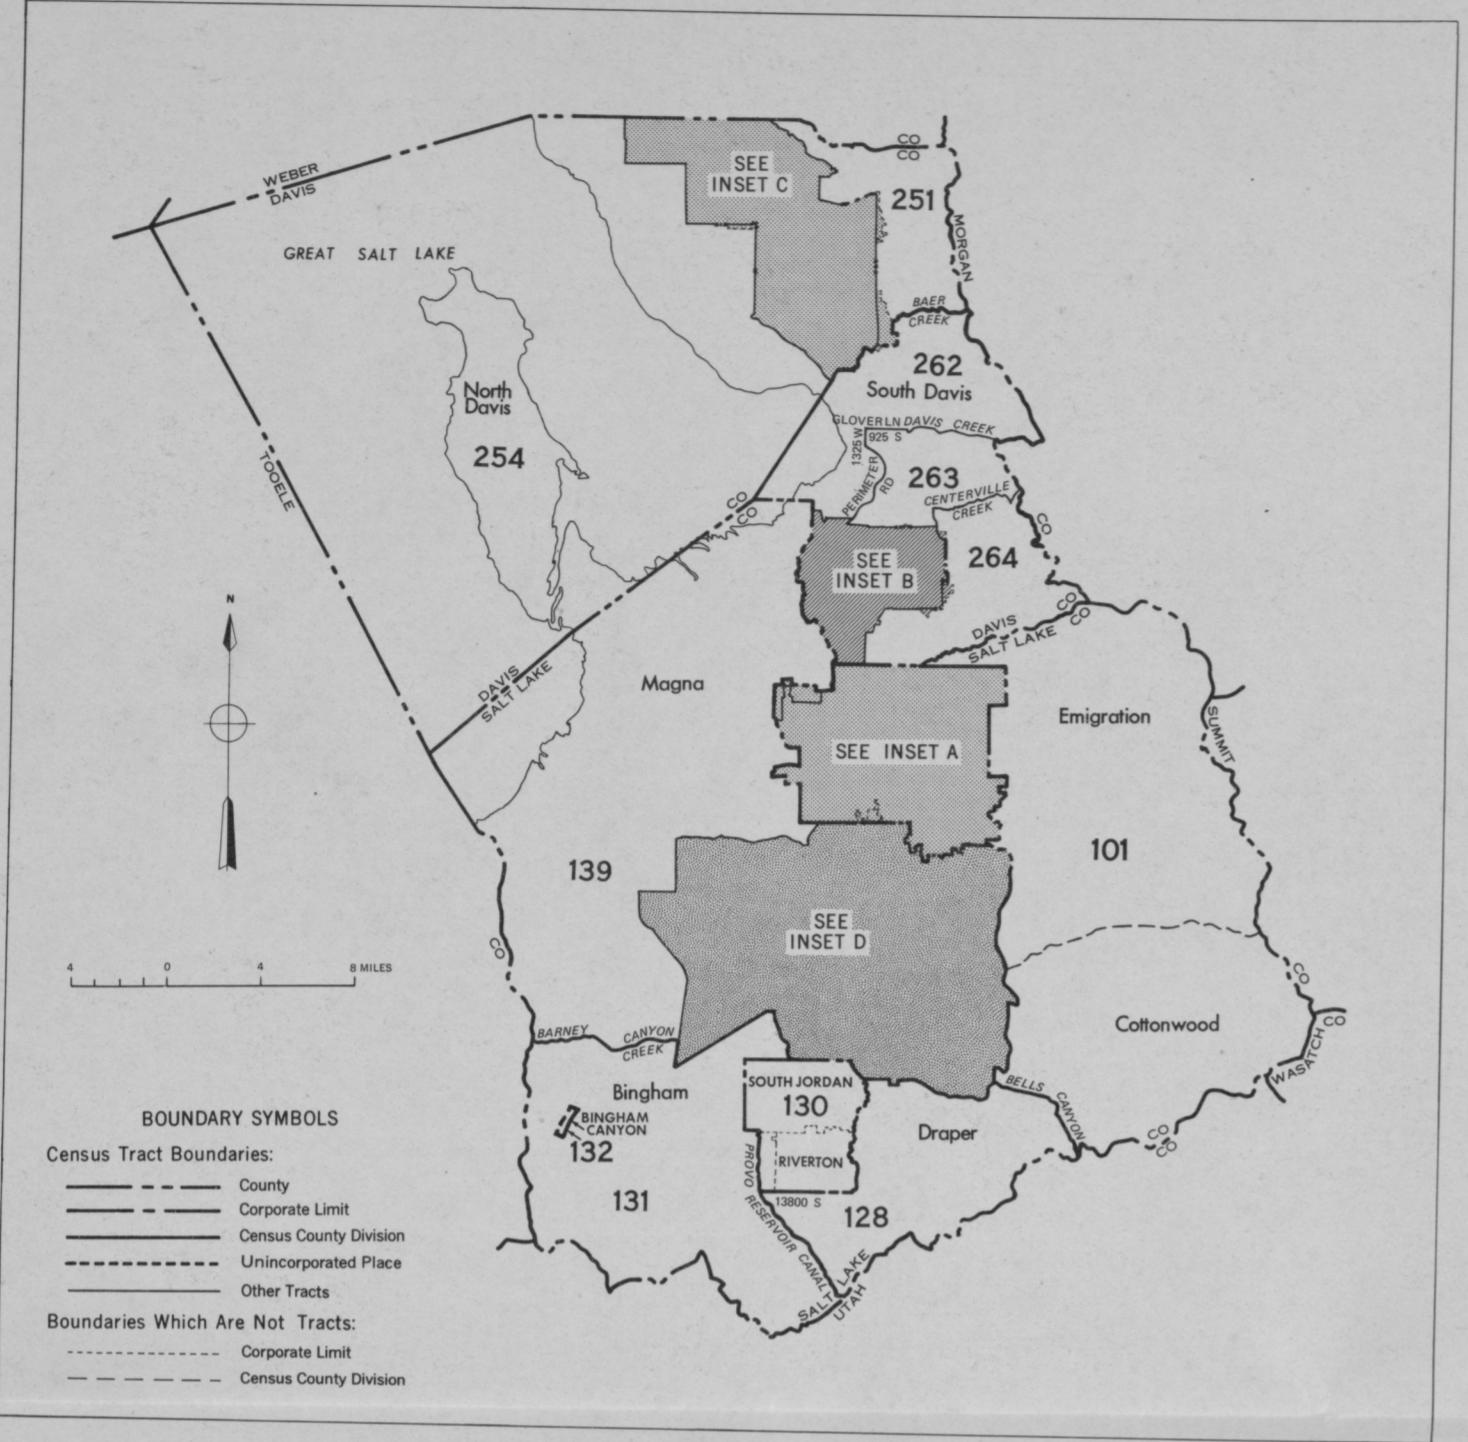 WEBER
DAVIS
CO
CO
SEE
INSET C
251
MORGAN
GREAT SALT LAKE
BAER
CREEK
262
South Davis
North
Davis
254
GLOVER LN
DAVIS CREEK
925 S
1325 W
PERIMETER
RD
263
CENTERVILLE
CREEK
TOOELE
CO
CO
CO
SEE
INSET B
264
N
CO
CO
DAVIS
SALT LAKE
DAVIS
SALT LAKE
Magna
Emigration
SUMMIT
SEE INSET A
101
139
SEE
INSET D
CO
CO
4 0 4 8 MILES
Cottonwood
CO
WASATCH
BARNEY CANYON
CREEK
Bingham
SOUTH JORDAN
130
BELLS CANYON
BINGHAM
CANYON
132
Draper
CO
CO
RIVERTON
PROVO RESERVOIR CANAL
13800 S
131
128
SALT LAKE
UTAH
BOUNDARY SYMBOLS
Census Tract Boundaries:
County
Corporate Limit
Census County Division
Unincorporated Place
Other Tracts
Boundaries Which Are Not Tracts:
Corporate Limit
Census County Division